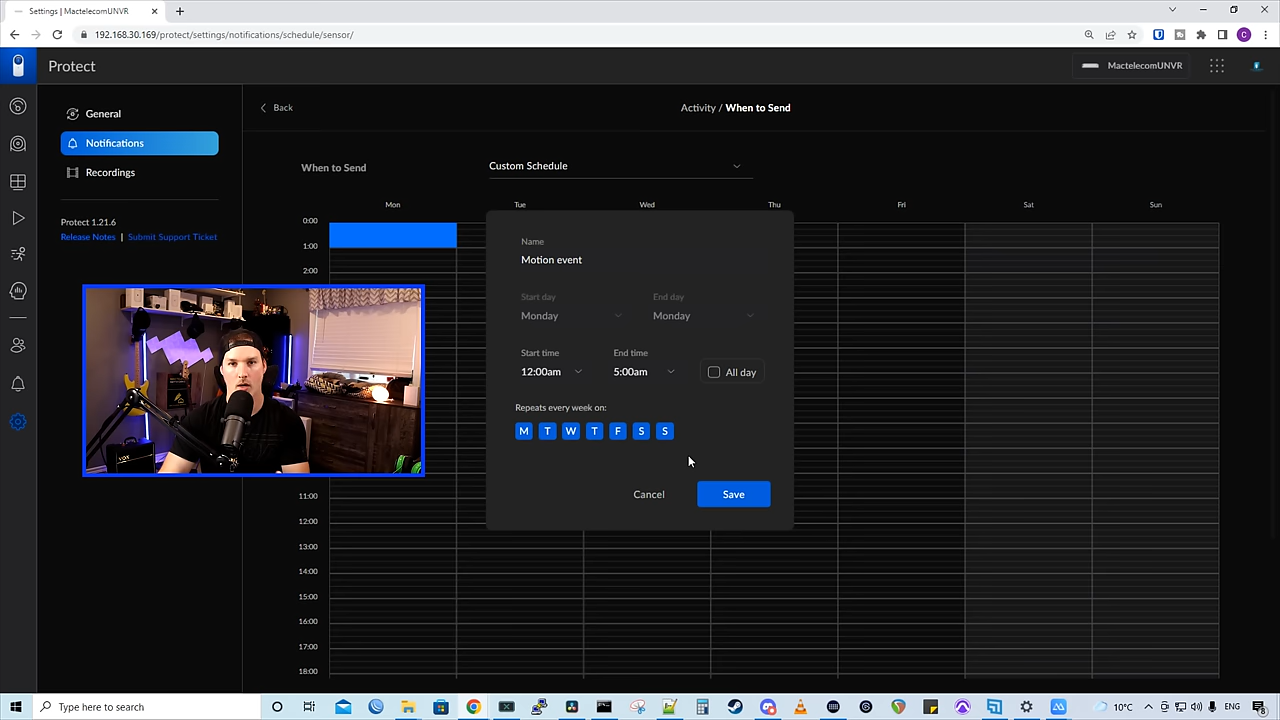 Settings | MactelecomUNVR
192.168.30.169/protect/settings/notifications/schedule/sensor/
C
Protect
MactelecomUNVR
General
Notifications
Recordings
Protect 1.21.6
Release Notes | Submit Support Ticket
Back
Activity / When to Send
When to Send
Custom Schedule
Mon Tue Wed Thu Fri Sat Sun
0:00
1:00
2:00
11:00
12:00
13:00
14:00
15:00
16:00
17:00
18:00
Name
Motion event
Start day End day
Monday Monday
Start time End time
12:00am 5:00am All day
Repeats every week on:
M T W T F S S
Cancel Save
Type here to search
10°C
ENG